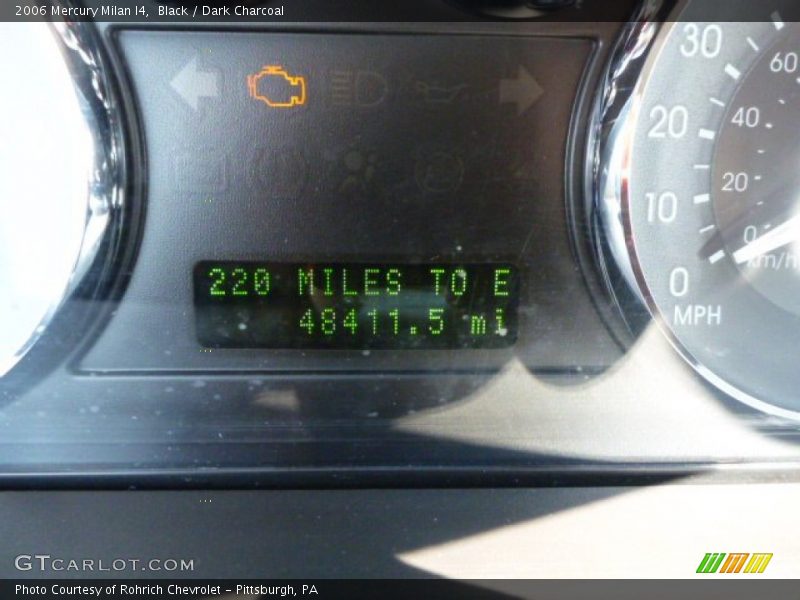 2006 Mercury Milan I4,  Black / Dark Charcoal
30
60
20
40
20
10
0
km/h
0
MPH
220 MILES TO E
48411.5 mi
GTCARLOT.COM
Photo Courtesy of Rohrich Chevrolet – Pittsburgh, PA